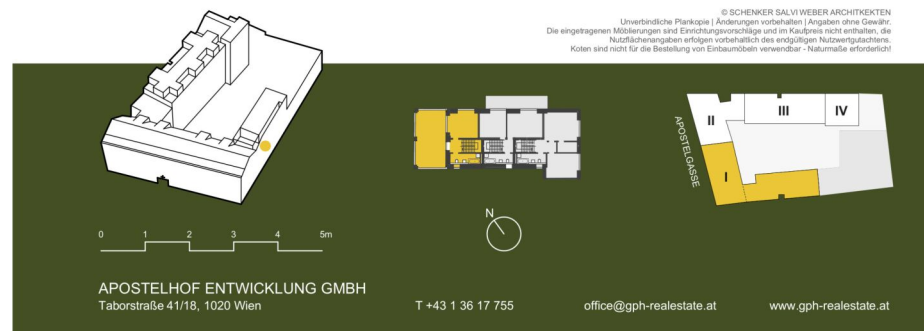 © SCHENKER SALVI WEBER ARCHITKEKTEN
Unverbindliche Plankopie | Änderungen vorbehalten | Angaben ohne Gewähr.
Die eingetragenen Möblierungen sind Einrichtungsvorschläge und im Kaufpreis nicht enthalten, die
Nutzflächenangaben erfolgen vorbehaltlich des endgültigen Nutzwertgutachtens.
Koten sind nicht für die Bestellung von Einbaumöbeln verwendbar - Naturmaße erforderlich!
II
III
IV
I
APOSTELGASSE
N
0 1 2 3 4 5m
APOSTELHOF ENTWICKLUNG GMBH
Taborstraße 41/18, 1020 Wien
T +43 1 36 17 755
office@gph-realestate.at
www.gph-realestate.at